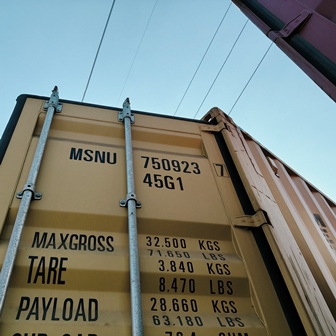 MSNU 750923 7
45G1
MAXGROSS 32.500 KGS
71.650 LBS
TARE 3.840 KGS
8.470 LBS
PAYLOAD 28.660 KGS
63.180 LBS